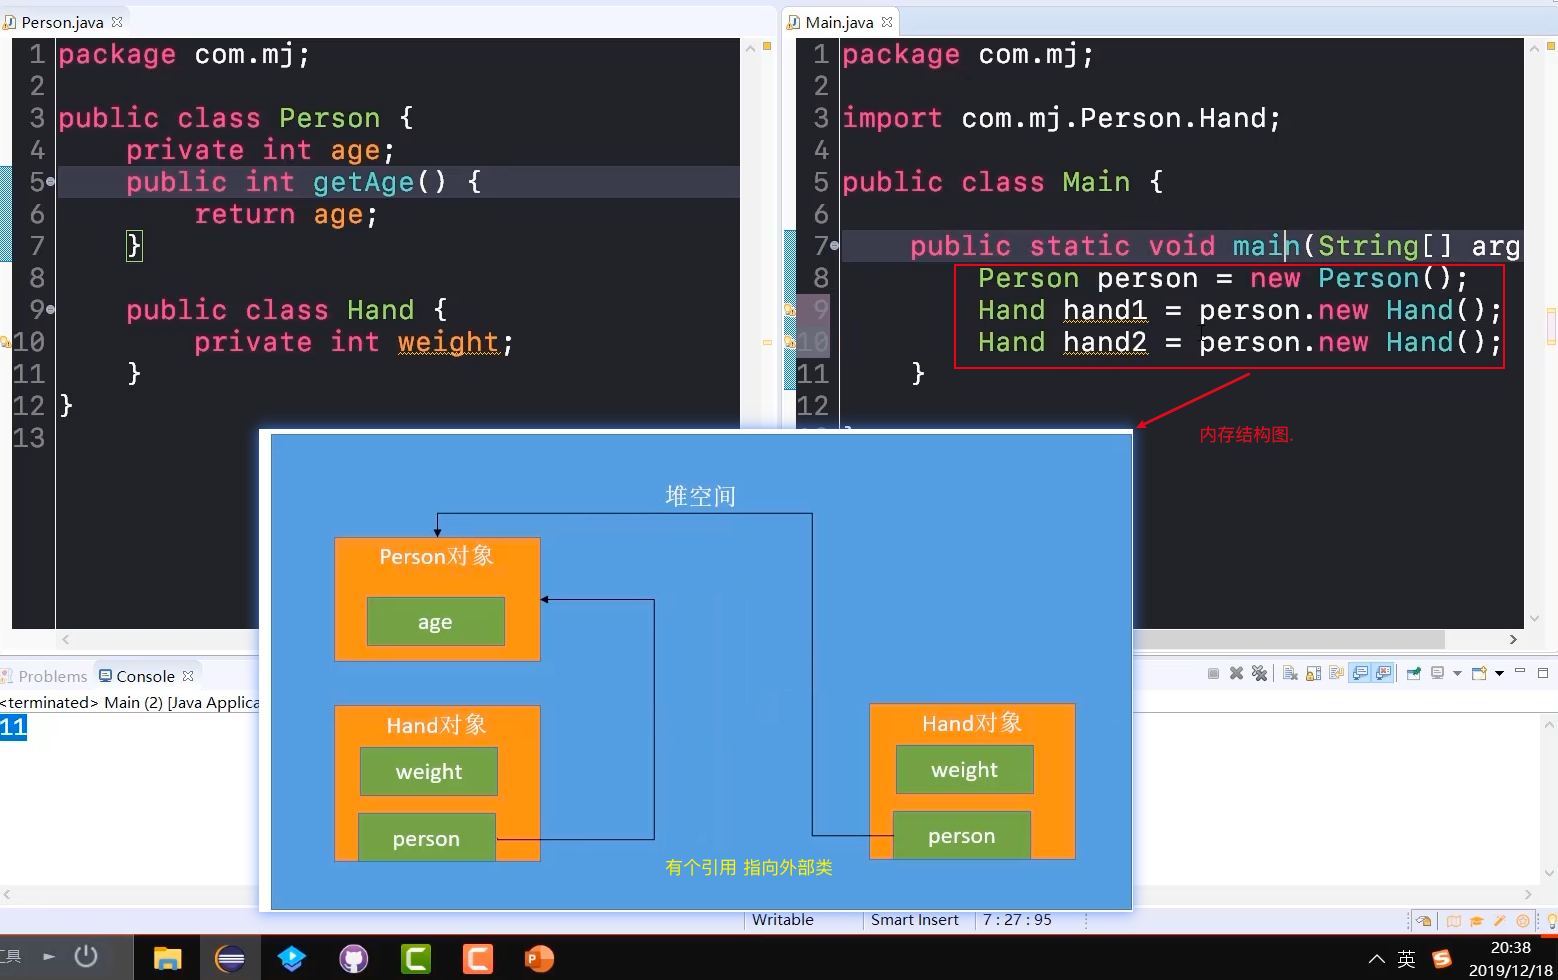 Person.java
1 package com.mj;
2
3 public class Person {
4 private int age;
5 public int getAge() {
6 return age;
7 }
8
9 public class Hand {
10 private int weight;
11 }
12 }
13
Main.java
1 package com.mj;
2
3 import com.mj.Person.Hand;
4
5 public class Main {
6
7 public static void main(String[] arg
8 Person person = new Person();
9 Hand hand1 = person.new Hand();
10 Hand hand2 = person.new Hand();
11 }
12
内存结构图.
堆空间
Person对象
age
Hand对象
weight
person
Hand对象
weight
person
有个引用 指向外部类
Problems
Console
<terminated> Main (2) [Java Applica
11
Writable
Smart Insert
7 : 27 : 95
工具
英
20:38
2019/12/18